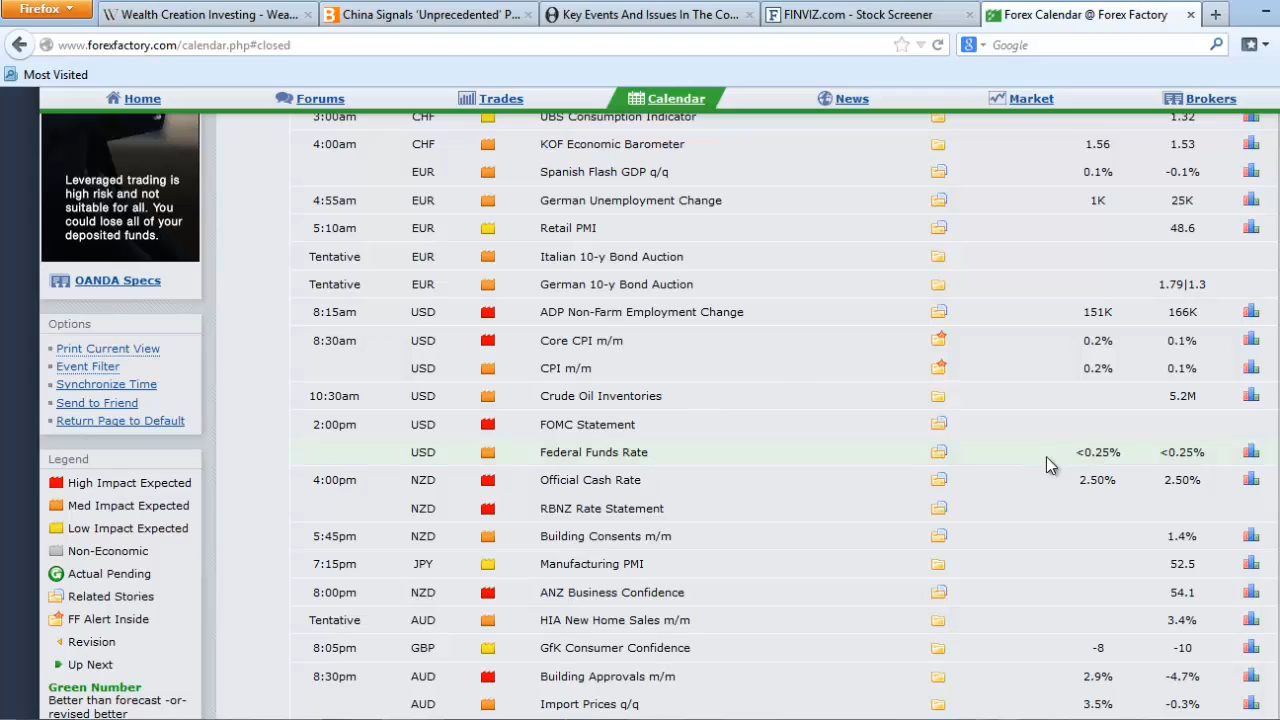 Firefox
Wealth Creation Investing - Wea...
China Signals ‘Unprecedented’ P...
Key Events And Issues In The Co...
FINVIZ.com - Stock Screener
Forex Calendar @ Forex Factory
www.forexfactory.com/calendar.php#closed
Google
Most Visited
Home Forums Trades Calendar News Market Brokers
Leveraged trading is
high risk and not
suitable for all. You
could lose all of your
deposited funds.
OANDA Specs
Options
Print Current View
Event Filter
Synchronize Time
Send to Friend
Return Page to Default
Legend
High Impact Expected
Med Impact Expected
Low Impact Expected
Non-Economic
Actual Pending
Related Stories
FF Alert Inside
Revision
Up Next
Green Number
Better than forecast -or-
revised better
3:00am CHF UBS Consumption Indicator 1.32
4:00am CHF KOF Economic Barometer 1.56 1.53
EUR Spanish Flash GDP q/q 0.1% -0.1%
4:55am EUR German Unemployment Change 1K 25K
5:10am EUR Retail PMI 48.6
Tentative EUR Italian 10-y Bond Auction
Tentative EUR German 10-y Bond Auction 1.79|1.3
8:15am USD ADP Non-Farm Employment Change 151K 166K
8:30am USD Core CPI m/m 0.2% 0.1%
USD CPI m/m 0.2% 0.1%
10:30am USD Crude Oil Inventories 5.2M
2:00pm USD FOMC Statement
USD Federal Funds Rate <0.25% <0.25%
4:00pm NZD Official Cash Rate 2.50% 2.50%
NZD RBNZ Rate Statement
5:45pm NZD Building Consents m/m 1.4%
7:15pm JPY Manufacturing PMI 52.5
8:00pm NZD ANZ Business Confidence 54.1
Tentative AUD HIA New Home Sales m/m 3.4%
8:05pm GBP GfK Consumer Confidence -8 -10
8:30pm AUD Building Approvals m/m 2.9% -4.7%
AUD Import Prices q/q 3.5% -0.3%